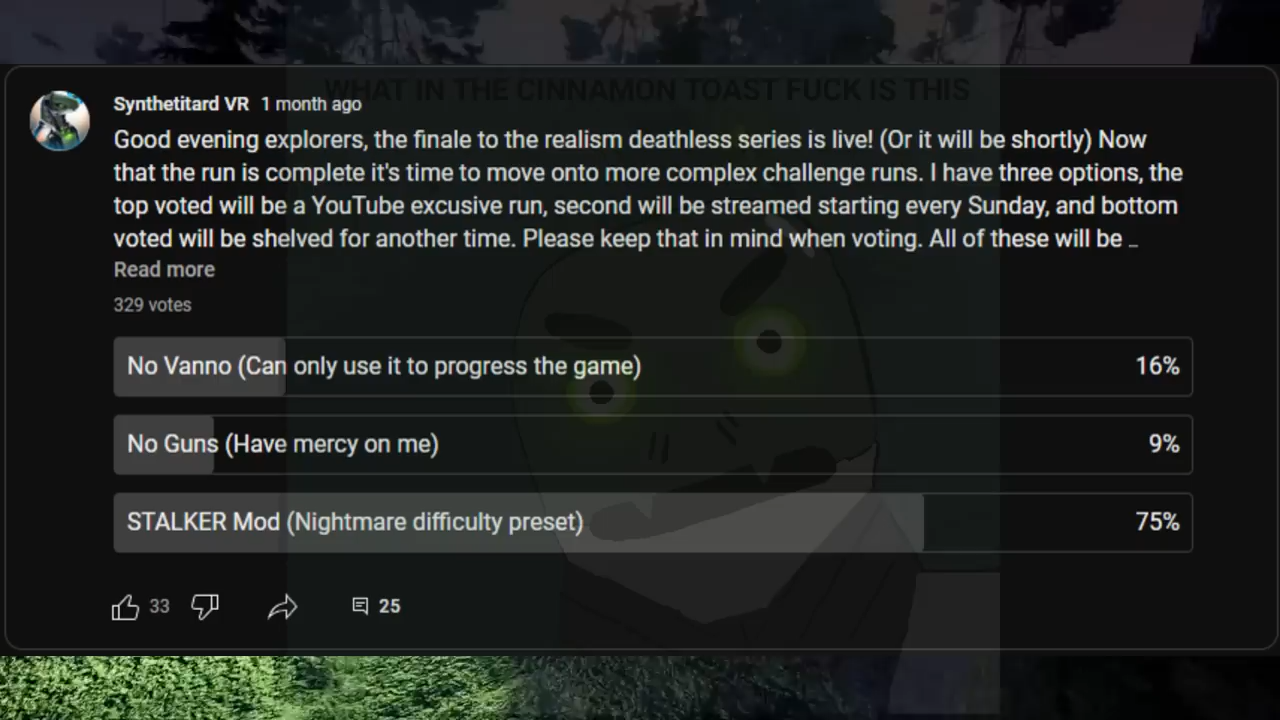 WHAT IN THE CINNAMON TOAST FUCK IS THIS
Synthetitard VR 1 month ago
Good evening explorers, the finale to the realism deathless series is live! (Or it will be shortly) Now
that the run is complete it's time to move onto more complex challenge runs. I have three options, the
top voted will be a YouTube excusive run, second will be streamed starting every Sunday, and bottom
voted will be shelved for another time. Please keep that in mind when voting. All of these will be ...
Read more
329 votes
No Vanno (Can only use it to progress the game) 16%
No Guns (Have mercy on me) 9%
STALKER Mod (Nightmare difficulty preset) 75%
33 25